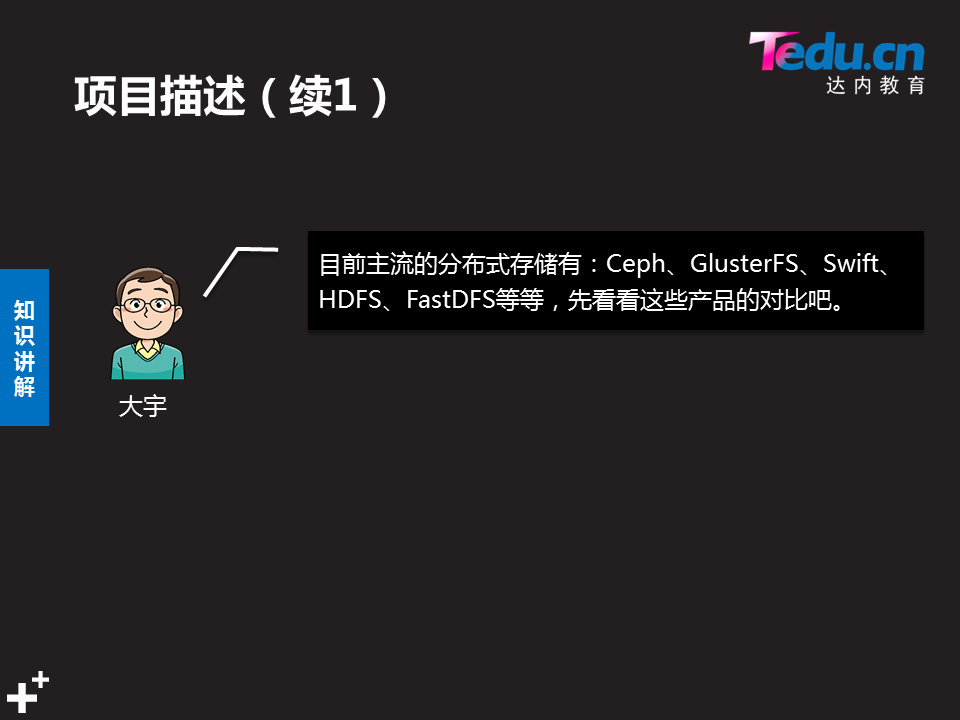 Tedu.cn
达内教育
项目描述（续1）
目前主流的分布式存储有：Ceph、GlusterFS、Swift、
HDFS、FastDFS等等，先看看这些产品的对比吧。
知
识
讲
解
大宇